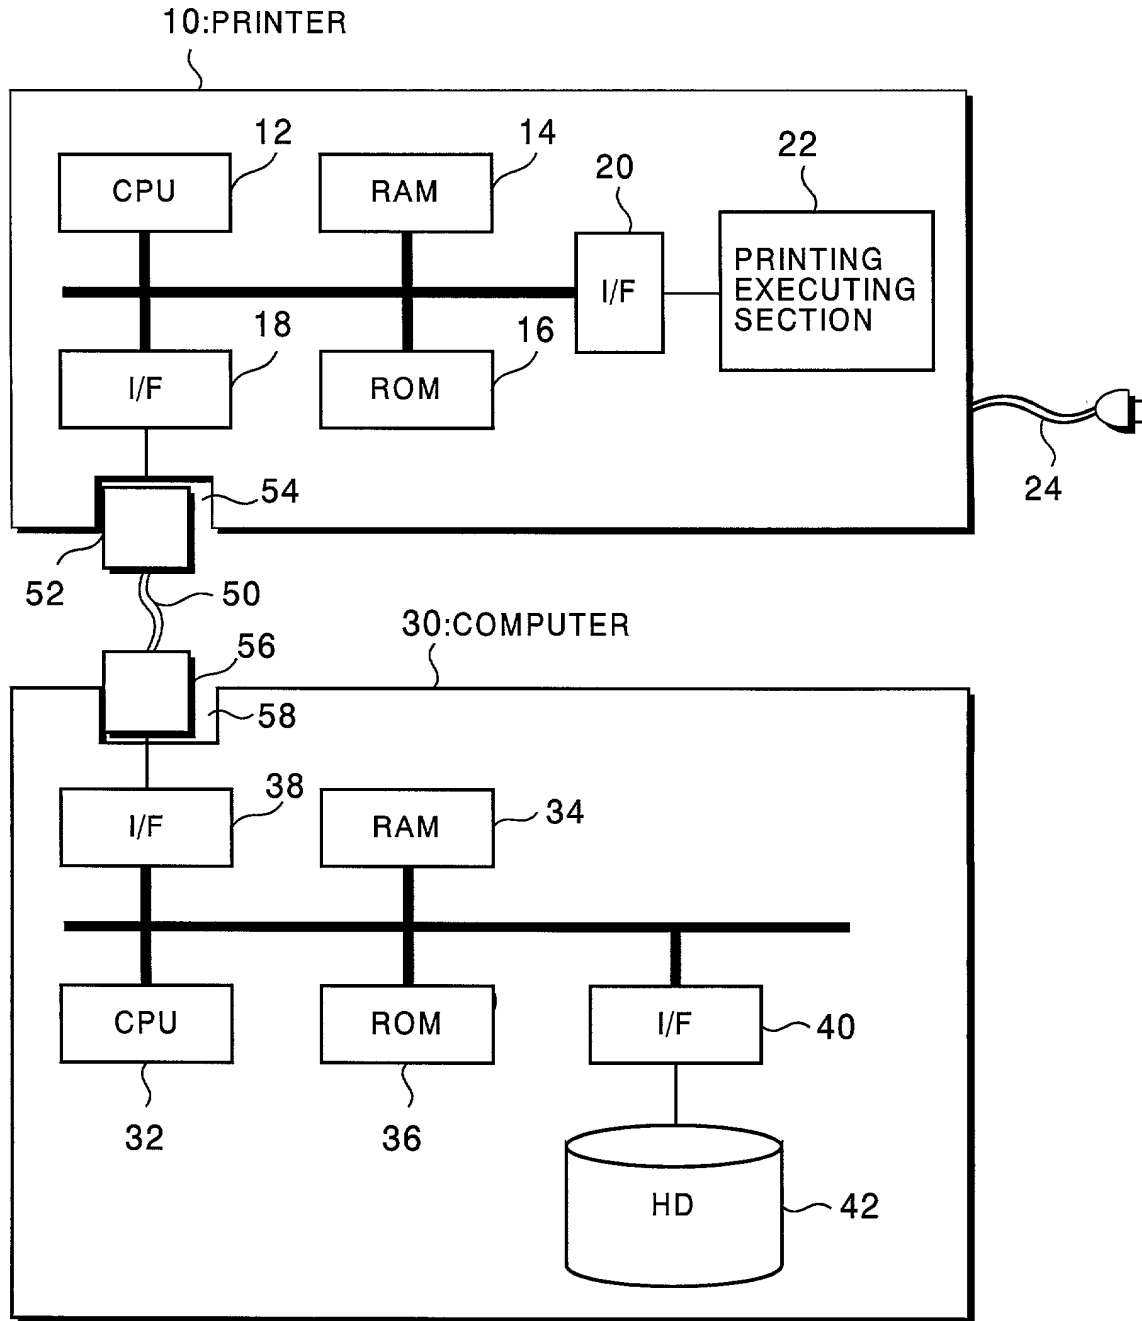 10:PRINTER
12
14
20
22
CPU
RAM
I/F
PRINTING
EXECUTING
SECTION
18
16
I/F
ROM
24
54
52
50
30:COMPUTER
56
58
38
34
I/F
RAM
CPU
ROM
I/F
40
32
36
HD
42